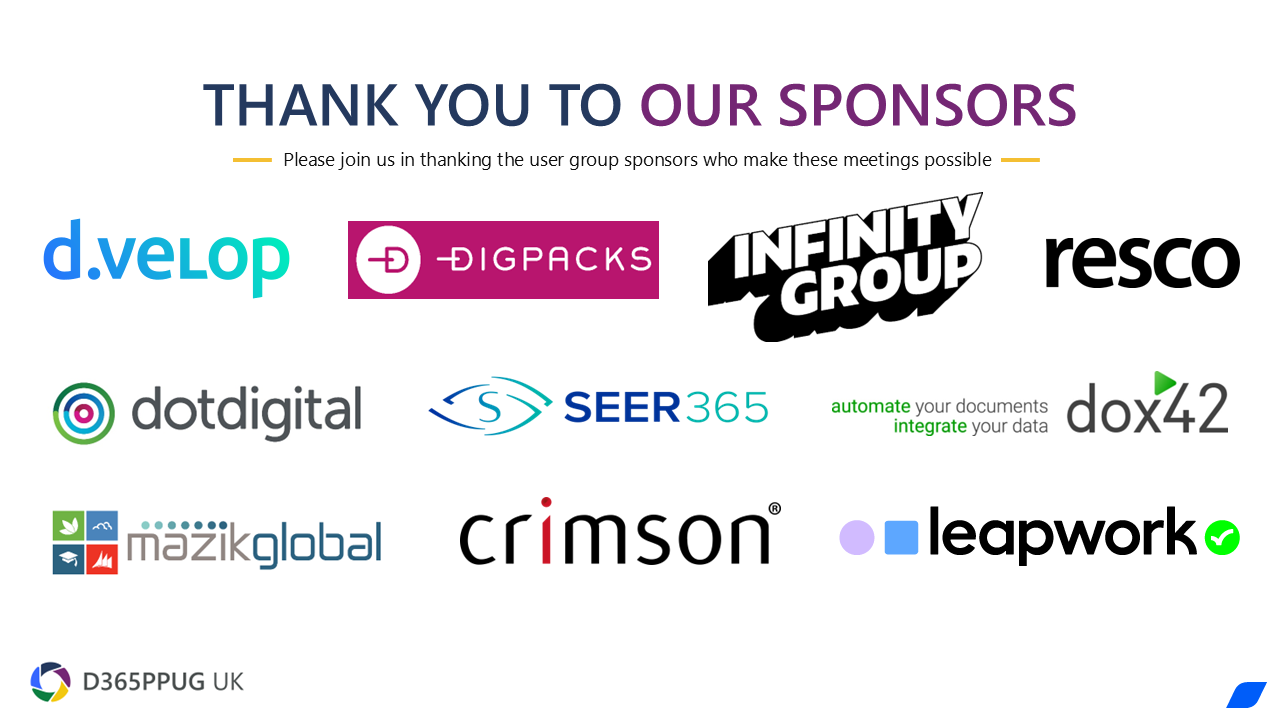 THANK YOU TO OUR SPONSORS
Please join us in thanking the user group sponsors who make these meetings possible
d.velop
DIGPACKS
INFINITY
GROUP
resco
dotdigital
SEER365
automate your documents
integrate your data
dox42
mazikglobal
crimson®
leapwork
D365PPUG UK